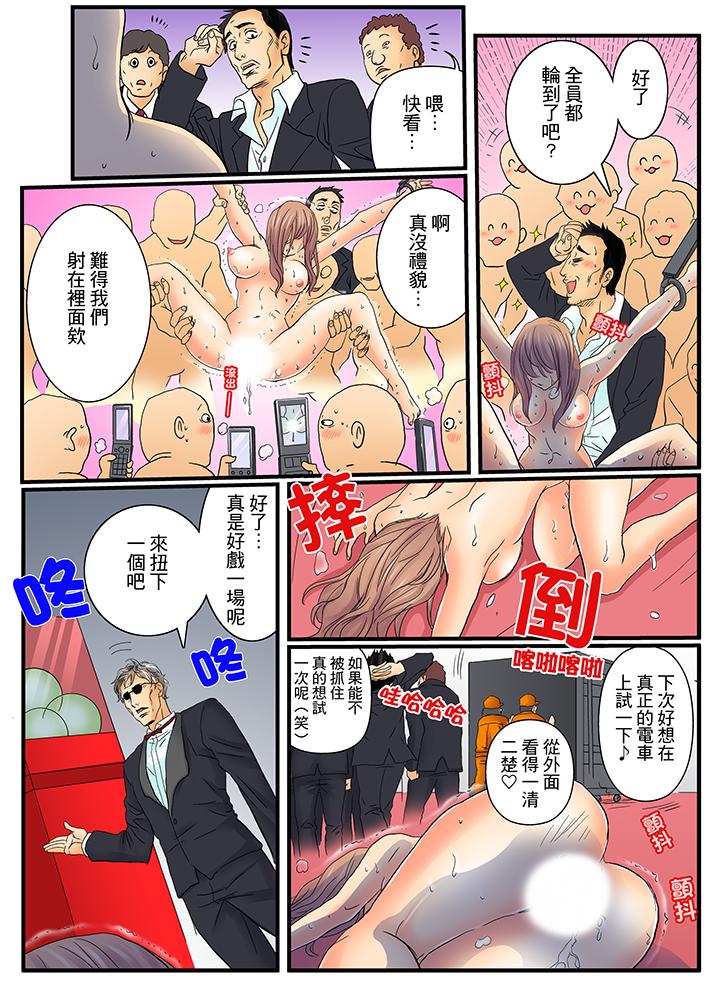 好了
全員都
輪到了吧？
顫抖
顫抖
喂…
快看…
啊
真沒禮貌…
難得我們
射在裡面欸
流出—
摔
倒
喀啦喀啦
下次好想在
真正的電車
上試一下♪
從外面
看得一清
二楚♡
哇哈哈哈
如果能不
被抓住
真的想試
一次呢（笑）
顫抖
顫抖
好了…
真是好戲一場呢
來扭下
一個吧
咚
咚